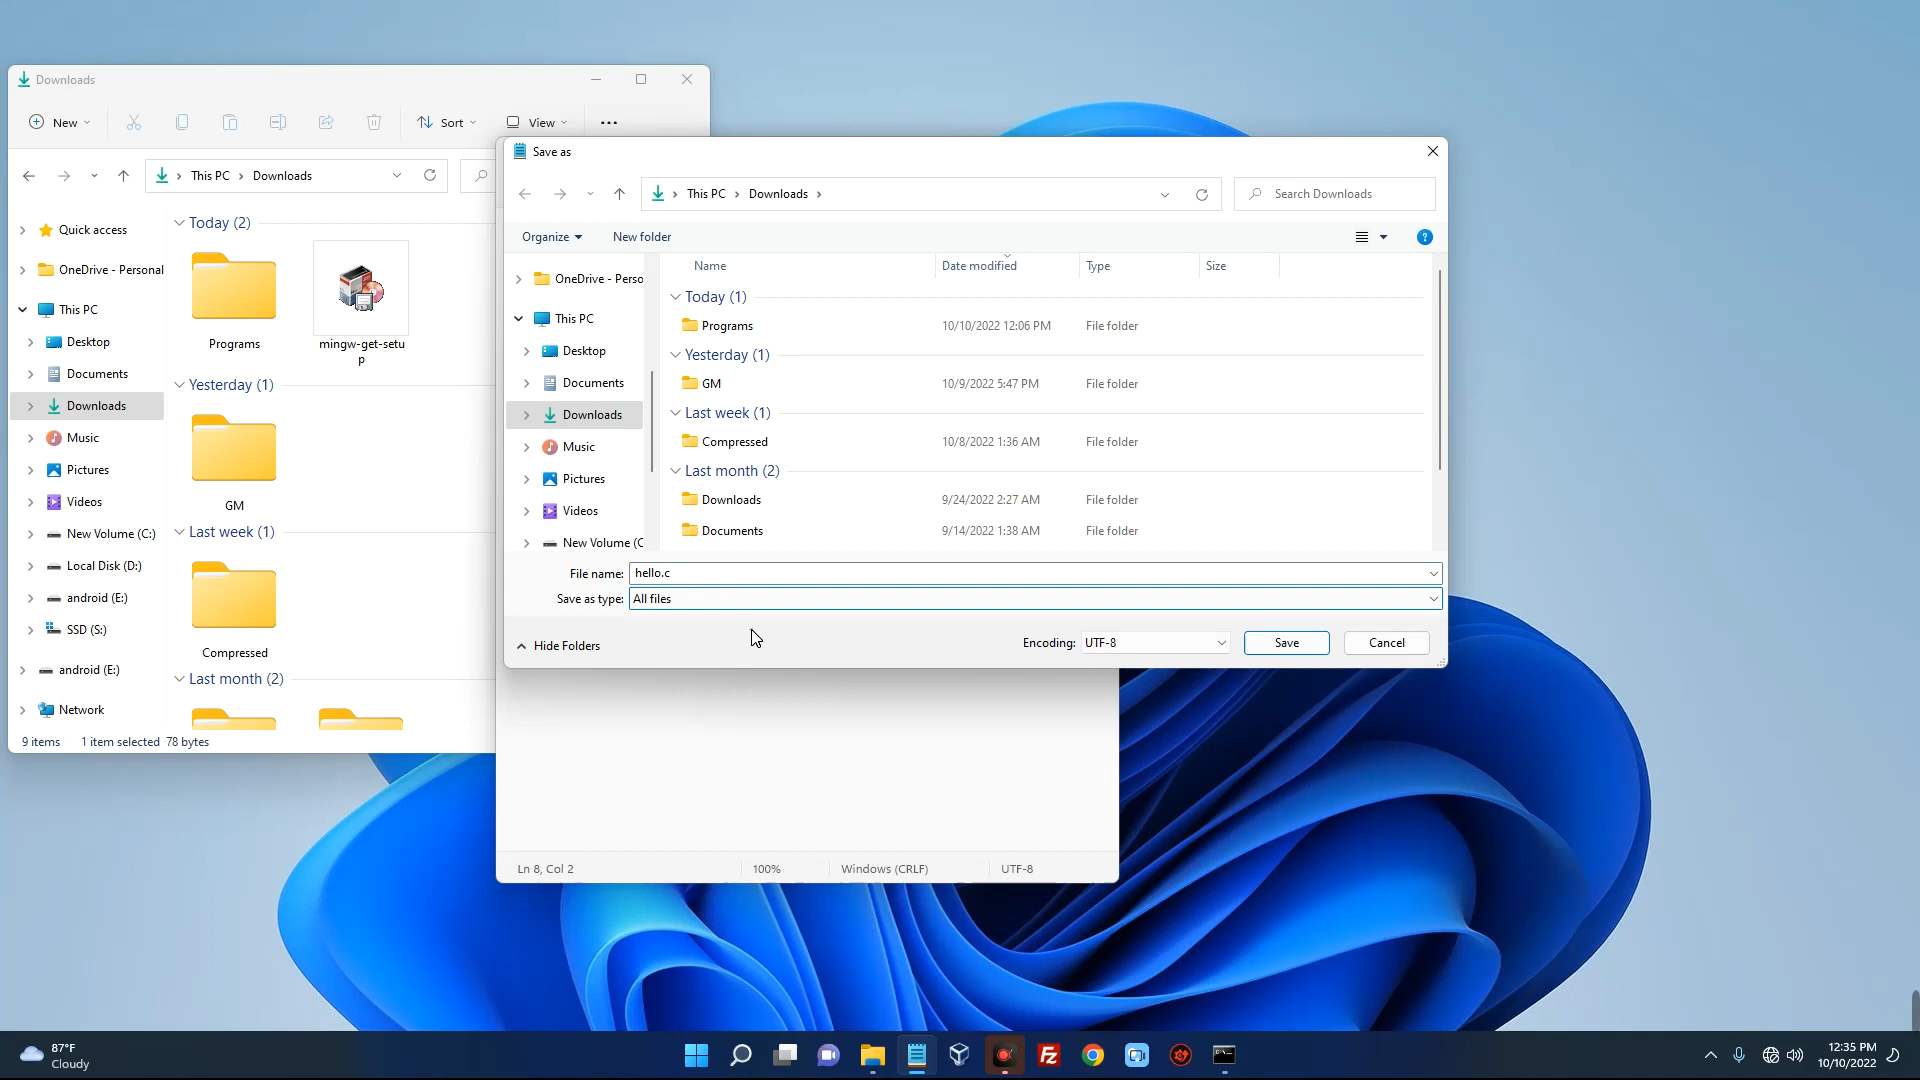 Downloads
New
Sort
View
This PC > Downloads
Quick access
OneDrive - Personal
This PC
Desktop
Documents
Downloads
Music
Pictures
Videos
New Volume (C:)
Local Disk (D:)
android (E:)
SSD (S:)
android (E:)
Network
Today (2)
Programs
mingw-get-setu
p
Yesterday (1)
GM
Last week (1)
Compressed
Last month (2)
9 items 1 item selected 78 bytes
Save as
This PC > Downloads >
Search Downloads
Organize
New folder
OneDrive - Perso
This PC
Desktop
Documents
Downloads
Music
Pictures
Videos
New Volume (C
Name Date modified Type Size
Today (1)
Programs 10/10/2022 12:06 PM File folder
Yesterday (1)
GM 10/9/2022 5:47 PM File folder
Last week (1)
Compressed 10/8/2022 1:36 AM File folder
Last month (2)
Downloads 9/24/2022 2:27 AM File folder
Documents 9/14/2022 1:38 AM File folder
File name: hello.c
Save as type: All files
Hide Folders
Encoding: UTF-8
Save
Cancel
Ln 8, Col 2 100% Windows (CRLF) UTF-8
87°F
Cloudy
12:35 PM
10/10/2022